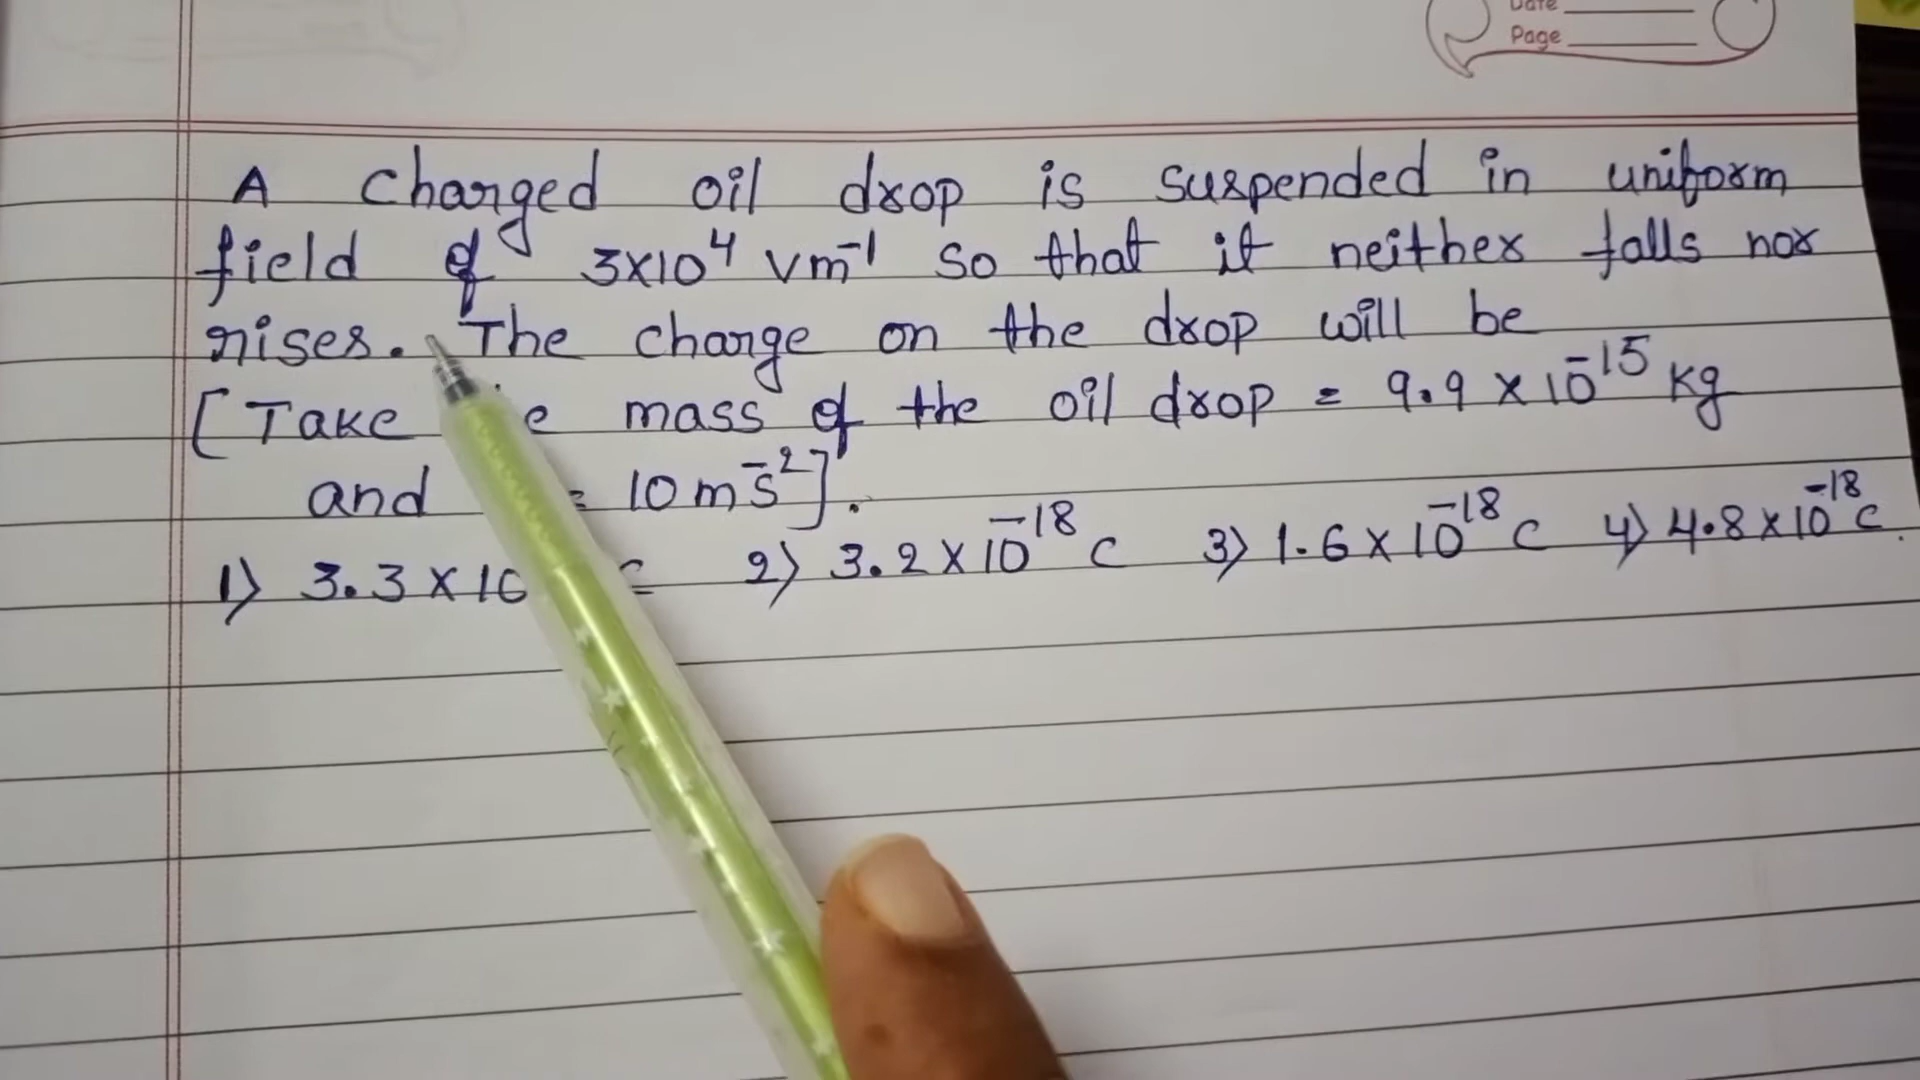 Date
Page
A charged oil drop is suspended in uniform
field of 3x10⁴ Vm⁻¹ so that it neither falls nor
rises. The charge on the drop will be
[Take mass of the oil drop = 9.9 × 10⁻¹⁵ kg
and = 10 ms⁻²].
1) 3.3 × 10 C 2) 3.2 × 10⁻¹⁸ C 3) 1.6 × 10⁻¹⁸ C 4) 4.8 × 10⁻¹⁸ C.